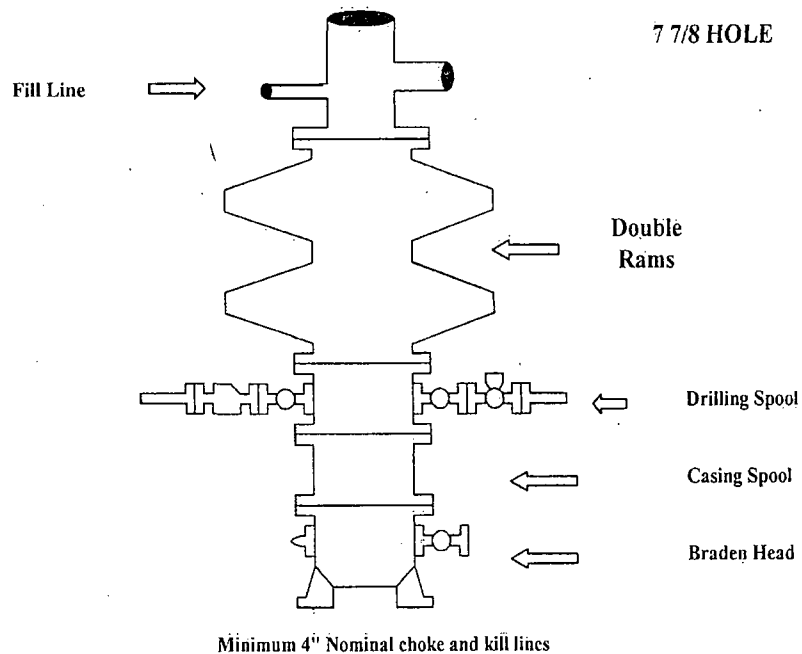 7 7/8 HOLE
Fill Line
Double
Rams
Drilling Spool
Casing Spool
Braden Head
Minimum 4" Nominal choke and kill lines